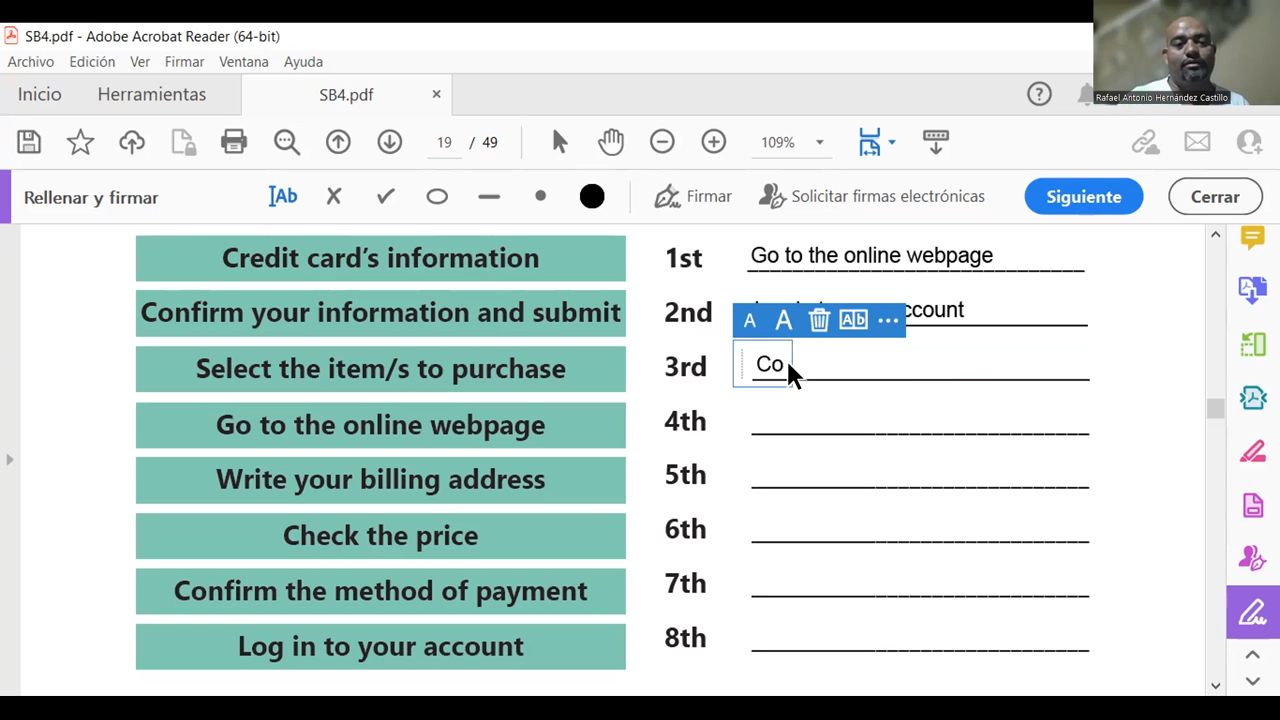 SB4.pdf - Adobe Acrobat Reader (64-bit)
Archivo Edición Ver Firmar Ventana Ayuda
Inicio Herramientas SB4.pdf ×
19 / 49 109%
Rellenar y firmar Ab Firmar Solicitar firmas electrónicas Siguiente Cerrar
Rafael Antonio Hernández Castillo
Credit card's information
Confirm your information and submit
Select the item/s to purchase
Go to the online webpage
Write your billing address
Check the price
Confirm the method of payment
Log in to your account
1st Go to the online webpage
2nd ccount
A A Ab ...
3rd Co
4th
5th
6th
7th
8th